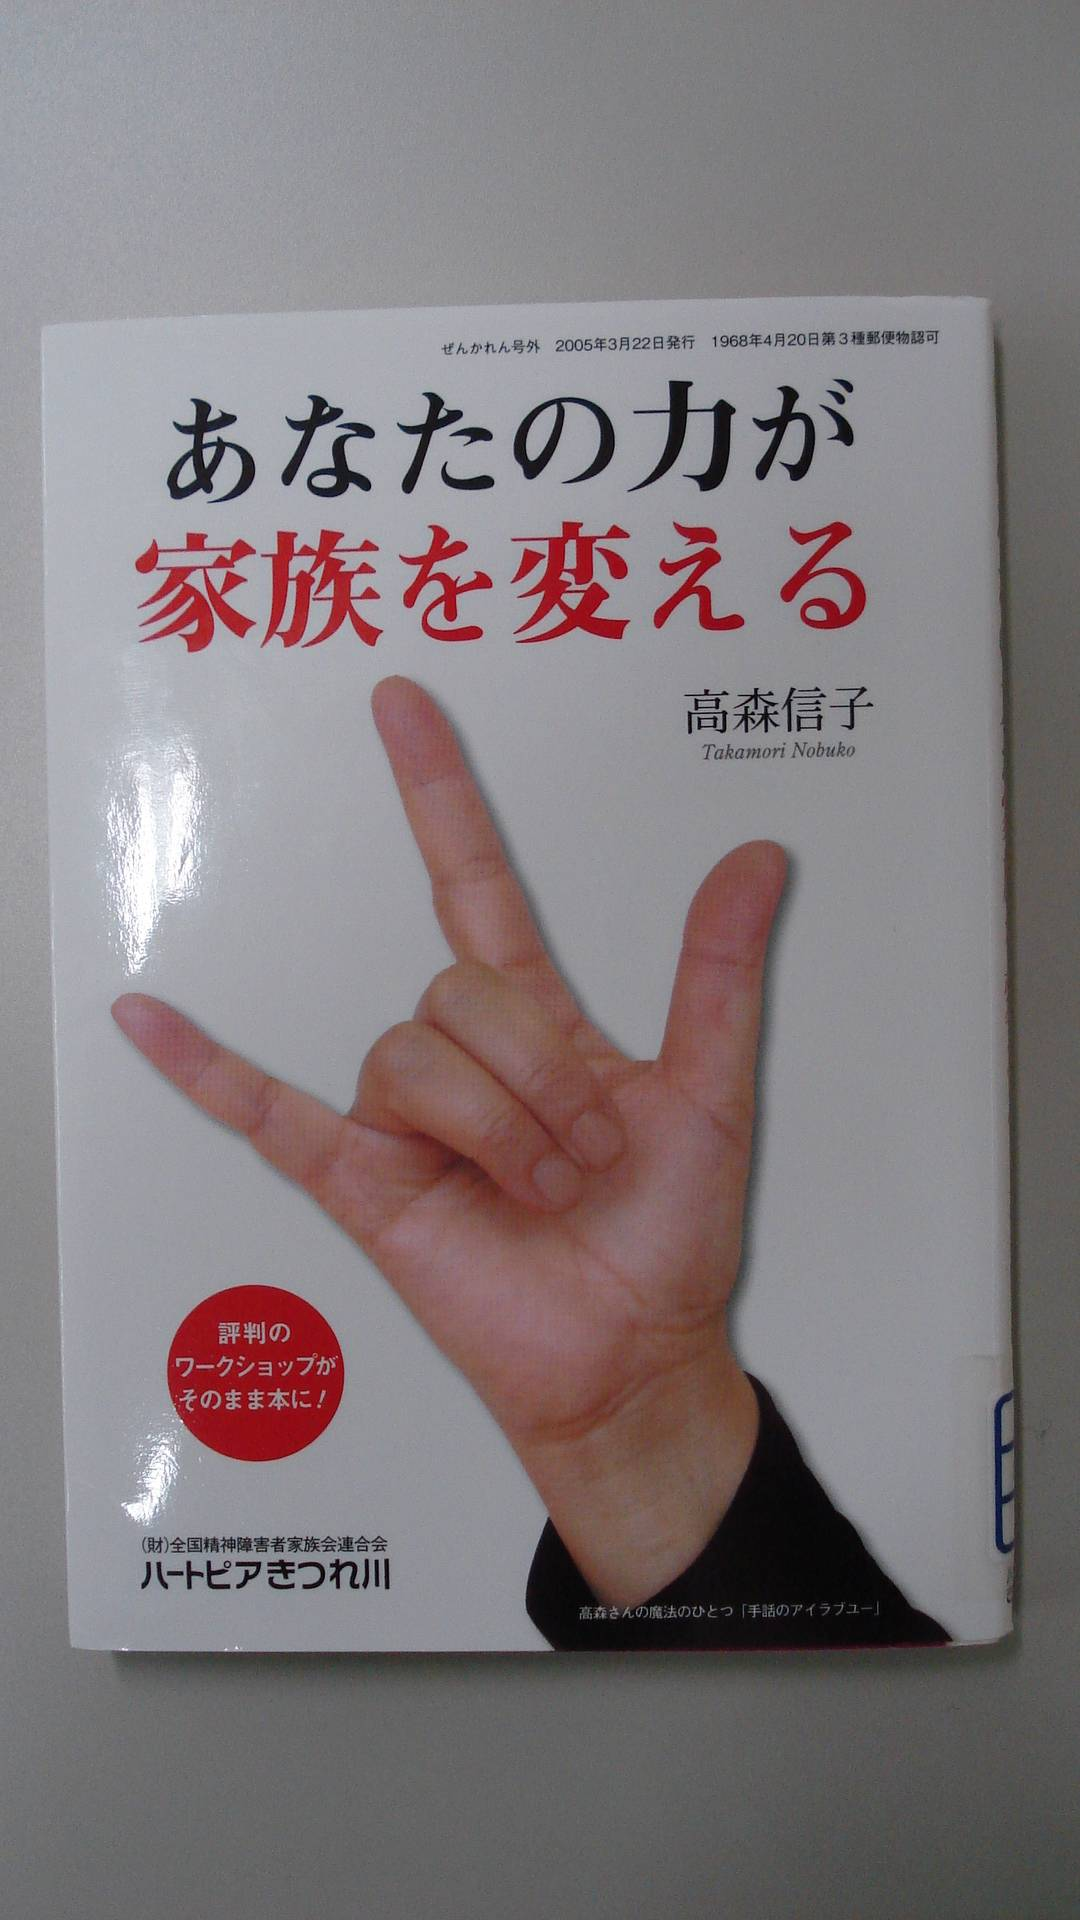 ぜんかれん号外　2005年3月22日発行　1968年4月20日第3種郵便物認可
あなたの力が
家族を変える
高森信子
Takamori Nobuko
評判の
ワークショップが
そのまま本に！
（財）全国精神障害者家族会連合会
ハートピアきつれ川
高森さんの魔法のひとつ「手話のアイラブユー」